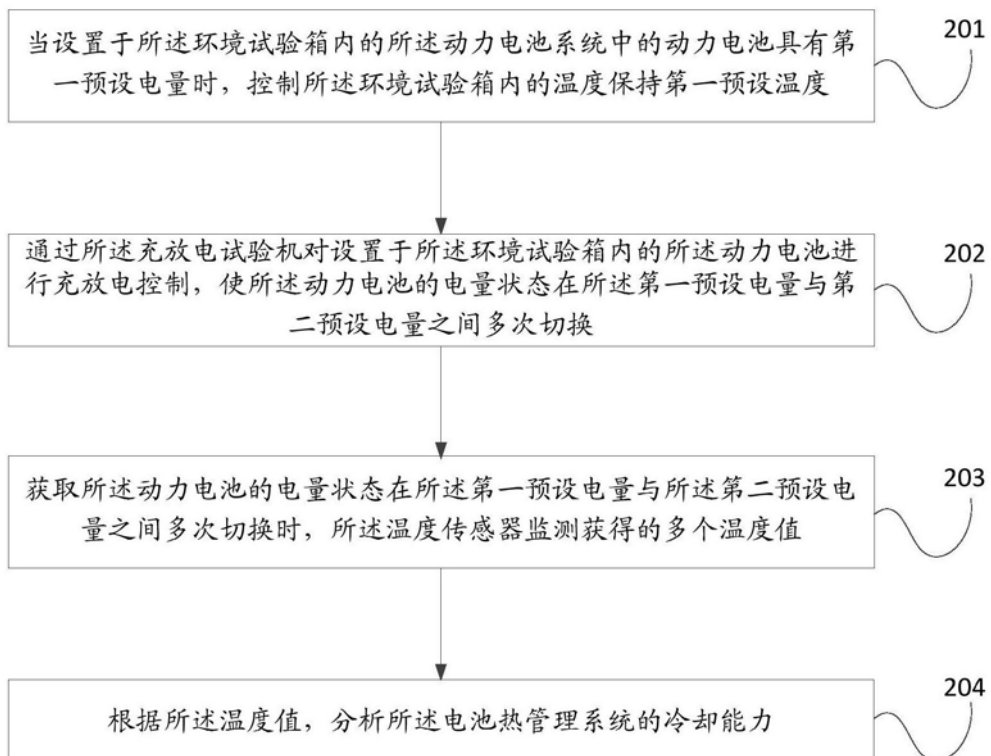 当设置于所述环境试验箱内的所述动力电池系统中的动力电池具有第
一预设电量时，控制所述环境试验箱内的温度保持第一预设温度
201
通过所述充放电试验机对设置于所述环境试验箱内的所述动力电池进
行充放电控制，使所述动力电池的电量状态在所述第一预设电量与第
二预设电量之间多次切换
202
获取所述动力电池的电量状态在所述第一预设电量与所述第二预设电
量之间多次切换时，所述温度传感器监测获得的多个温度值
203
根据所述温度值，分析所述电池热管理系统的冷却能力
204